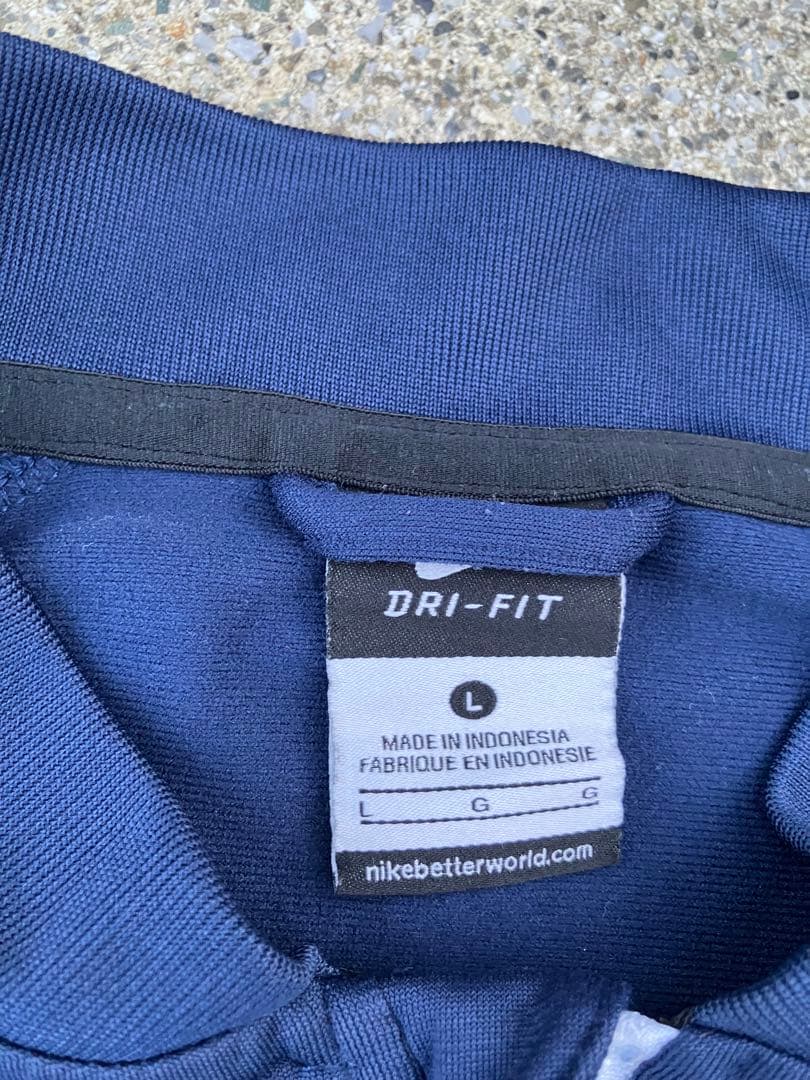 DRI-FIT
L
MADE IN INDONESIA
FABRIQUE EN INDONESIE
L G G
nikebetterworld.com